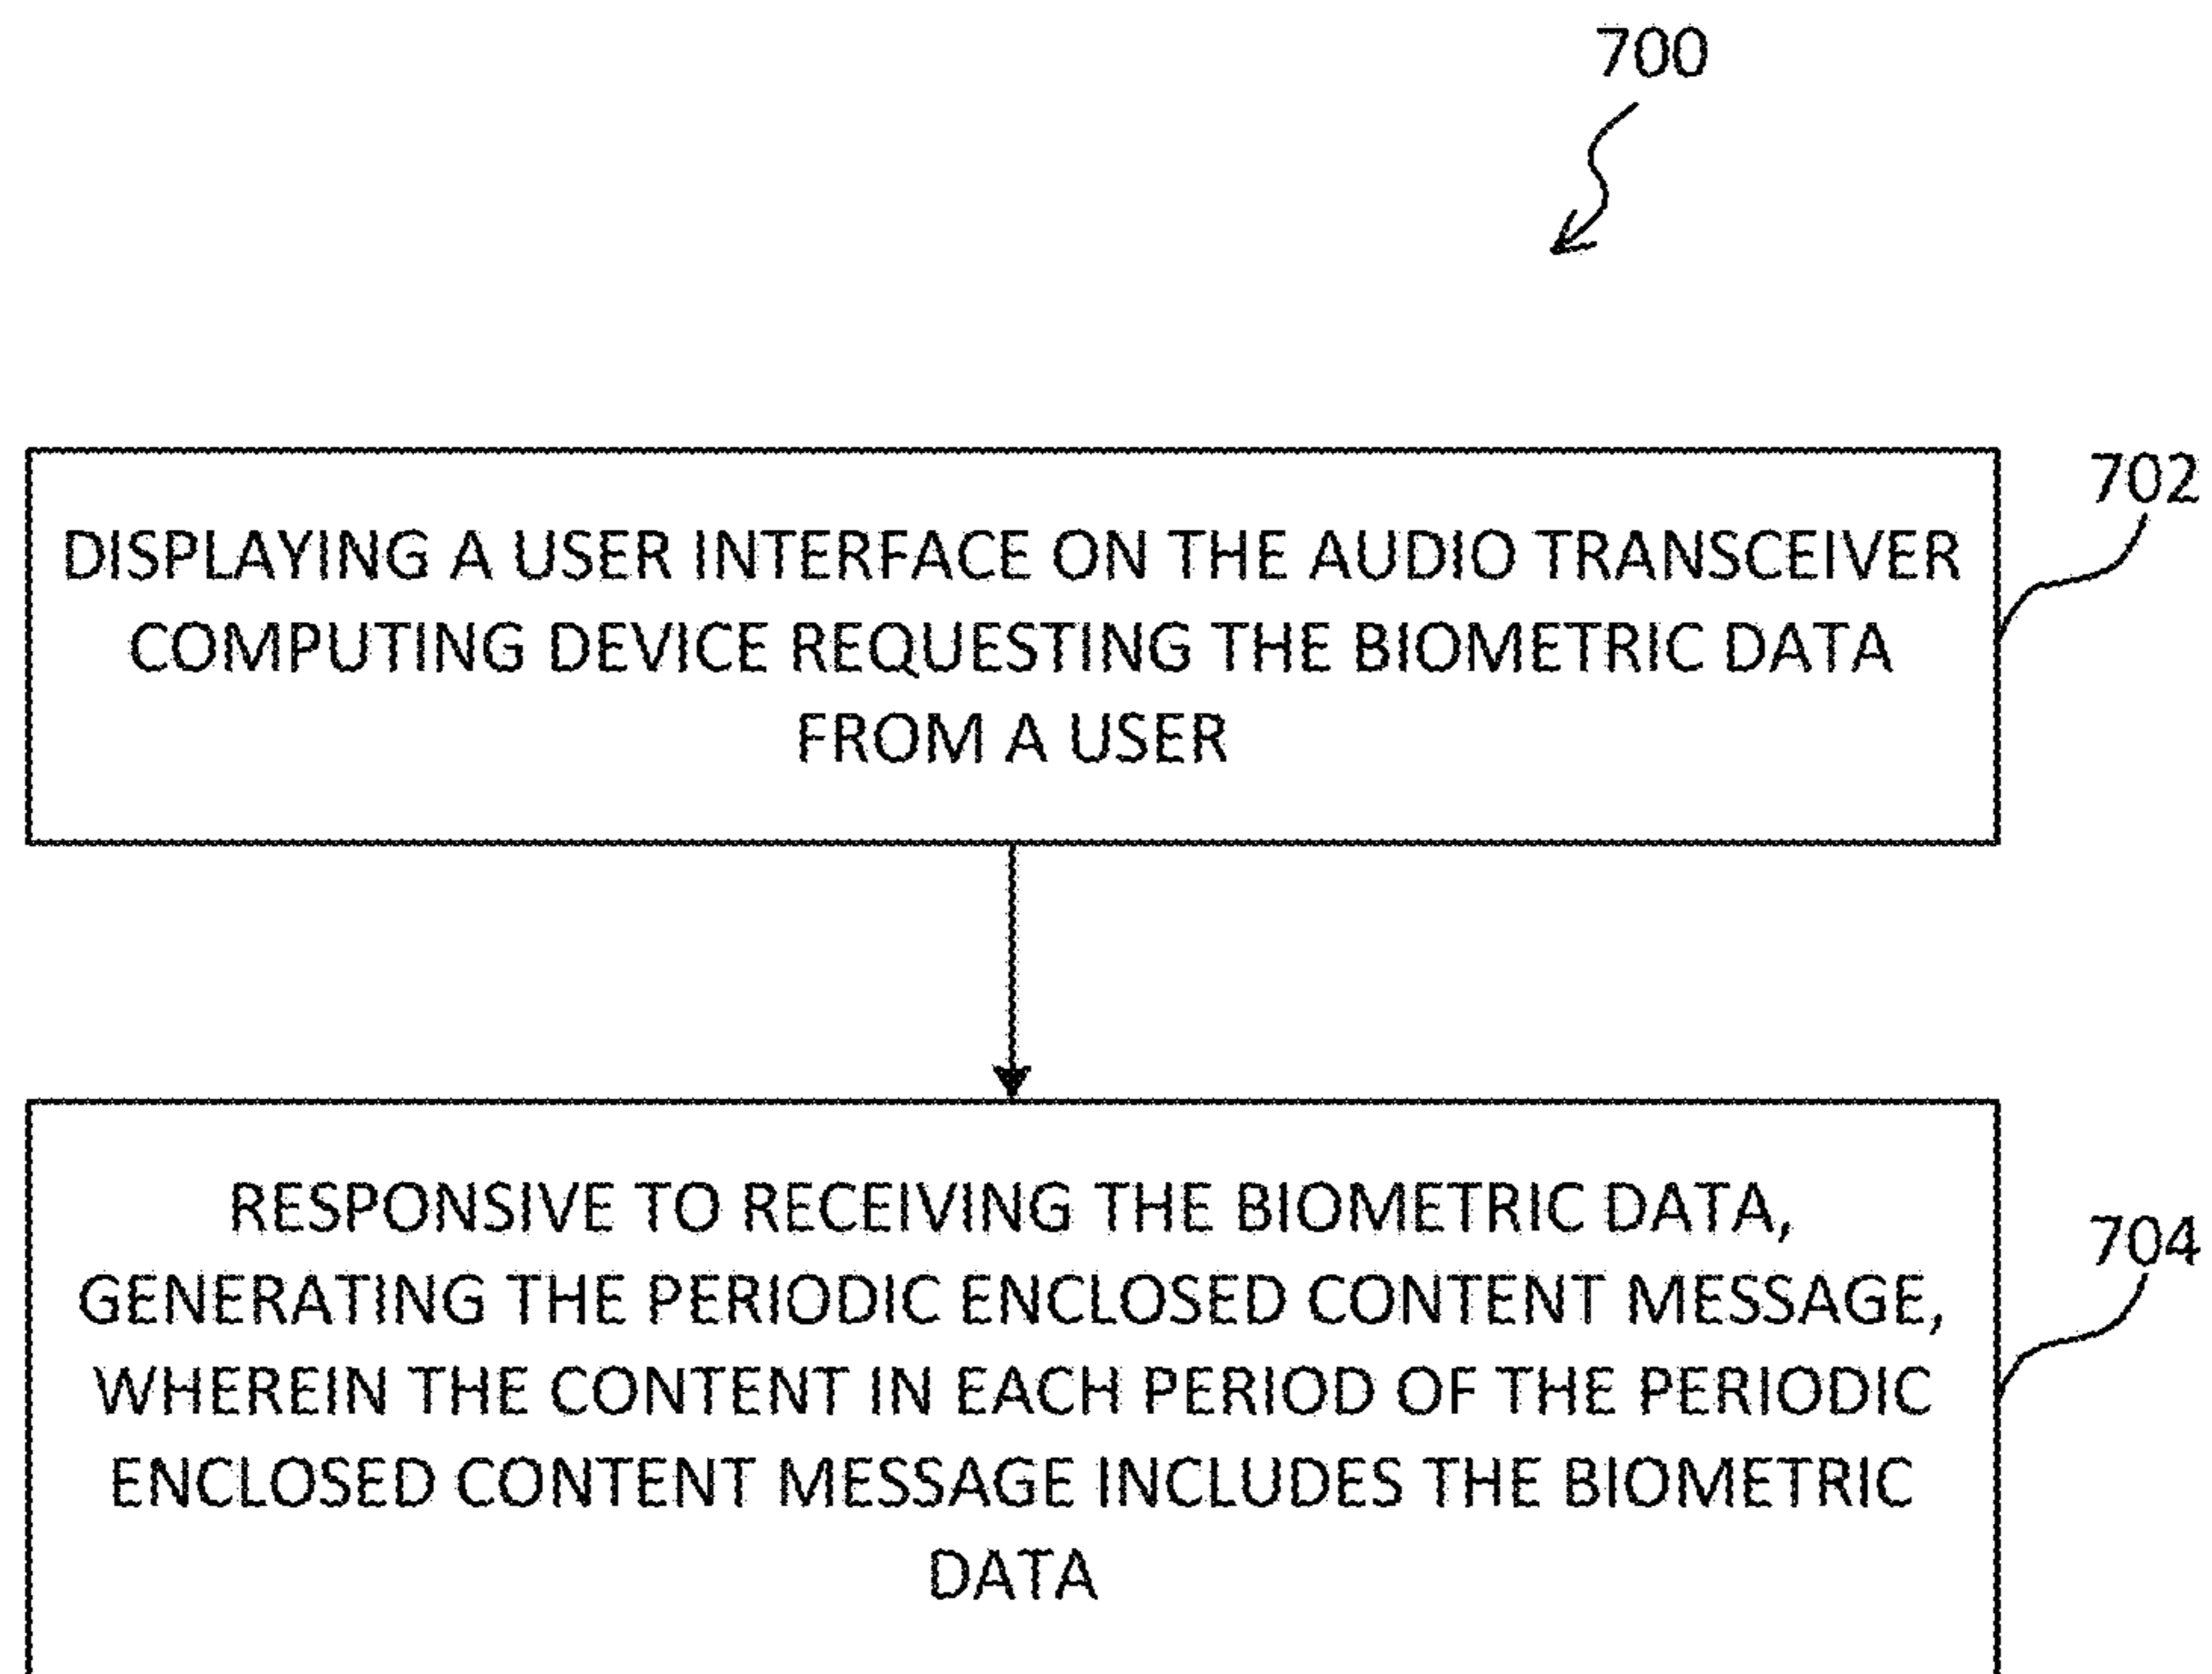 700
702
DISPLAYING A USER INTERFACE ON THE AUDIO TRANSCEIVER
COMPUTING DEVICE REQUESTING THE BIOMETRIC DATA
FROM A USER
704
RESPONSIVE TO RECEIVING THE BIOMETRIC DATA,
GENERATING THE PERIODIC ENCLOSED CONTENT MESSAGE,
WHEREIN THE CONTENT IN EACH PERIOD OF THE PERIODIC
ENCLOSED CONTENT MESSAGE INCLUDES THE BIOMETRIC
DATA